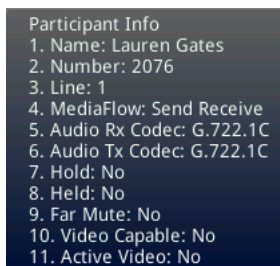 Participant Info
1. Name: Lauren Gates
2. Number: 2076
3. Line: 1
4. MediaFlow: Send Receive
5. Audio Rx Codec: G.722.1C
6. Audio Tx Codec: G.722.1C
7. Hold: No
8. Held: No
9. Far Mute: No
10. Video Capable: No
11. Active Video: No